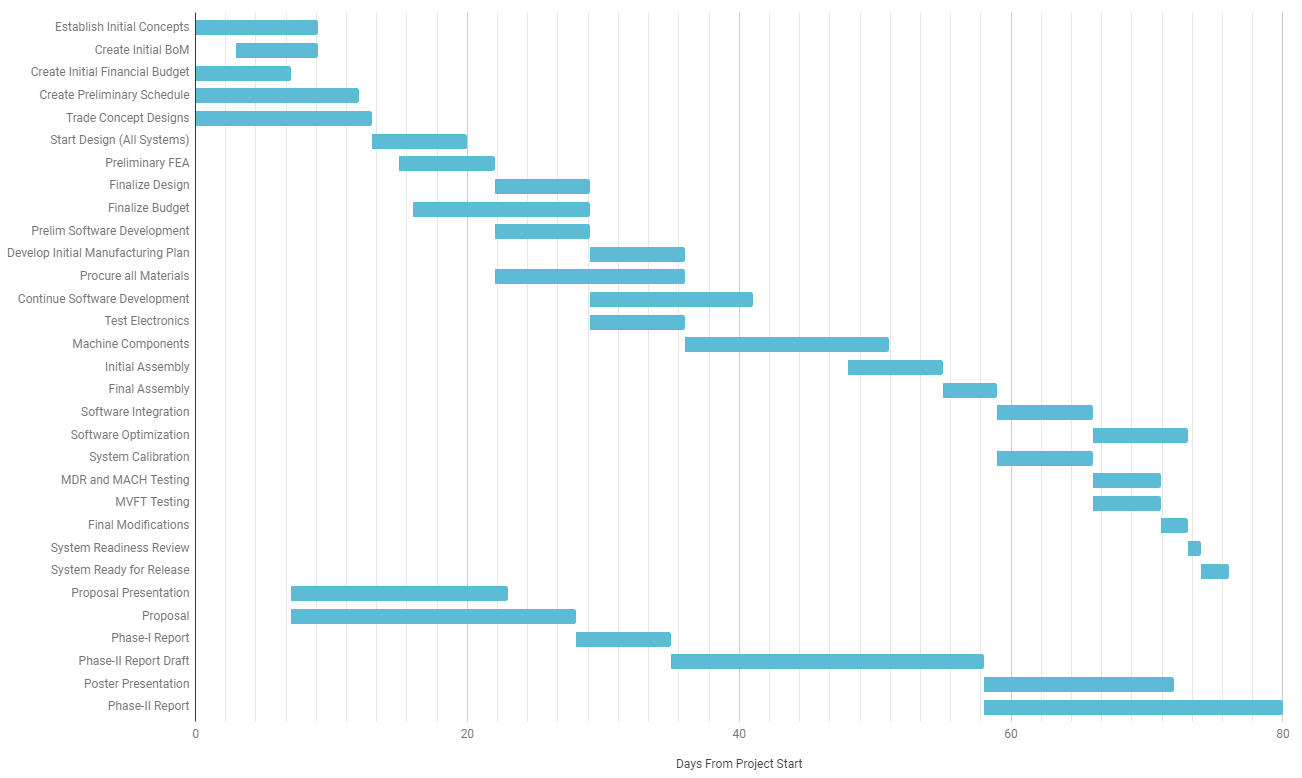 Establish Initial Concepts
Create Initial BoM
Create Initial Financial Budget
Create Preliminary Schedule
Trade Concept Designs
Start Design (All Systems)
Preliminary FEA
Finalize Design
Finalize Budget
Prelim Software Development
Develop Initial Manufacturing Plan
Procure all Materials
Continue Software Development
Test Electronics
Machine Components
Initial Assembly
Final Assembly
Software Integration
Software Optimization
System Calibration
MDR and MACH Testing
MVFT Testing
Final Modifications
System Readiness Review
System Ready for Release
Proposal Presentation
Proposal
Phase-I Report
Phase-II Report Draft
Poster Presentation
Phase-II Report
0 20 40 60 80
Days From Project Start